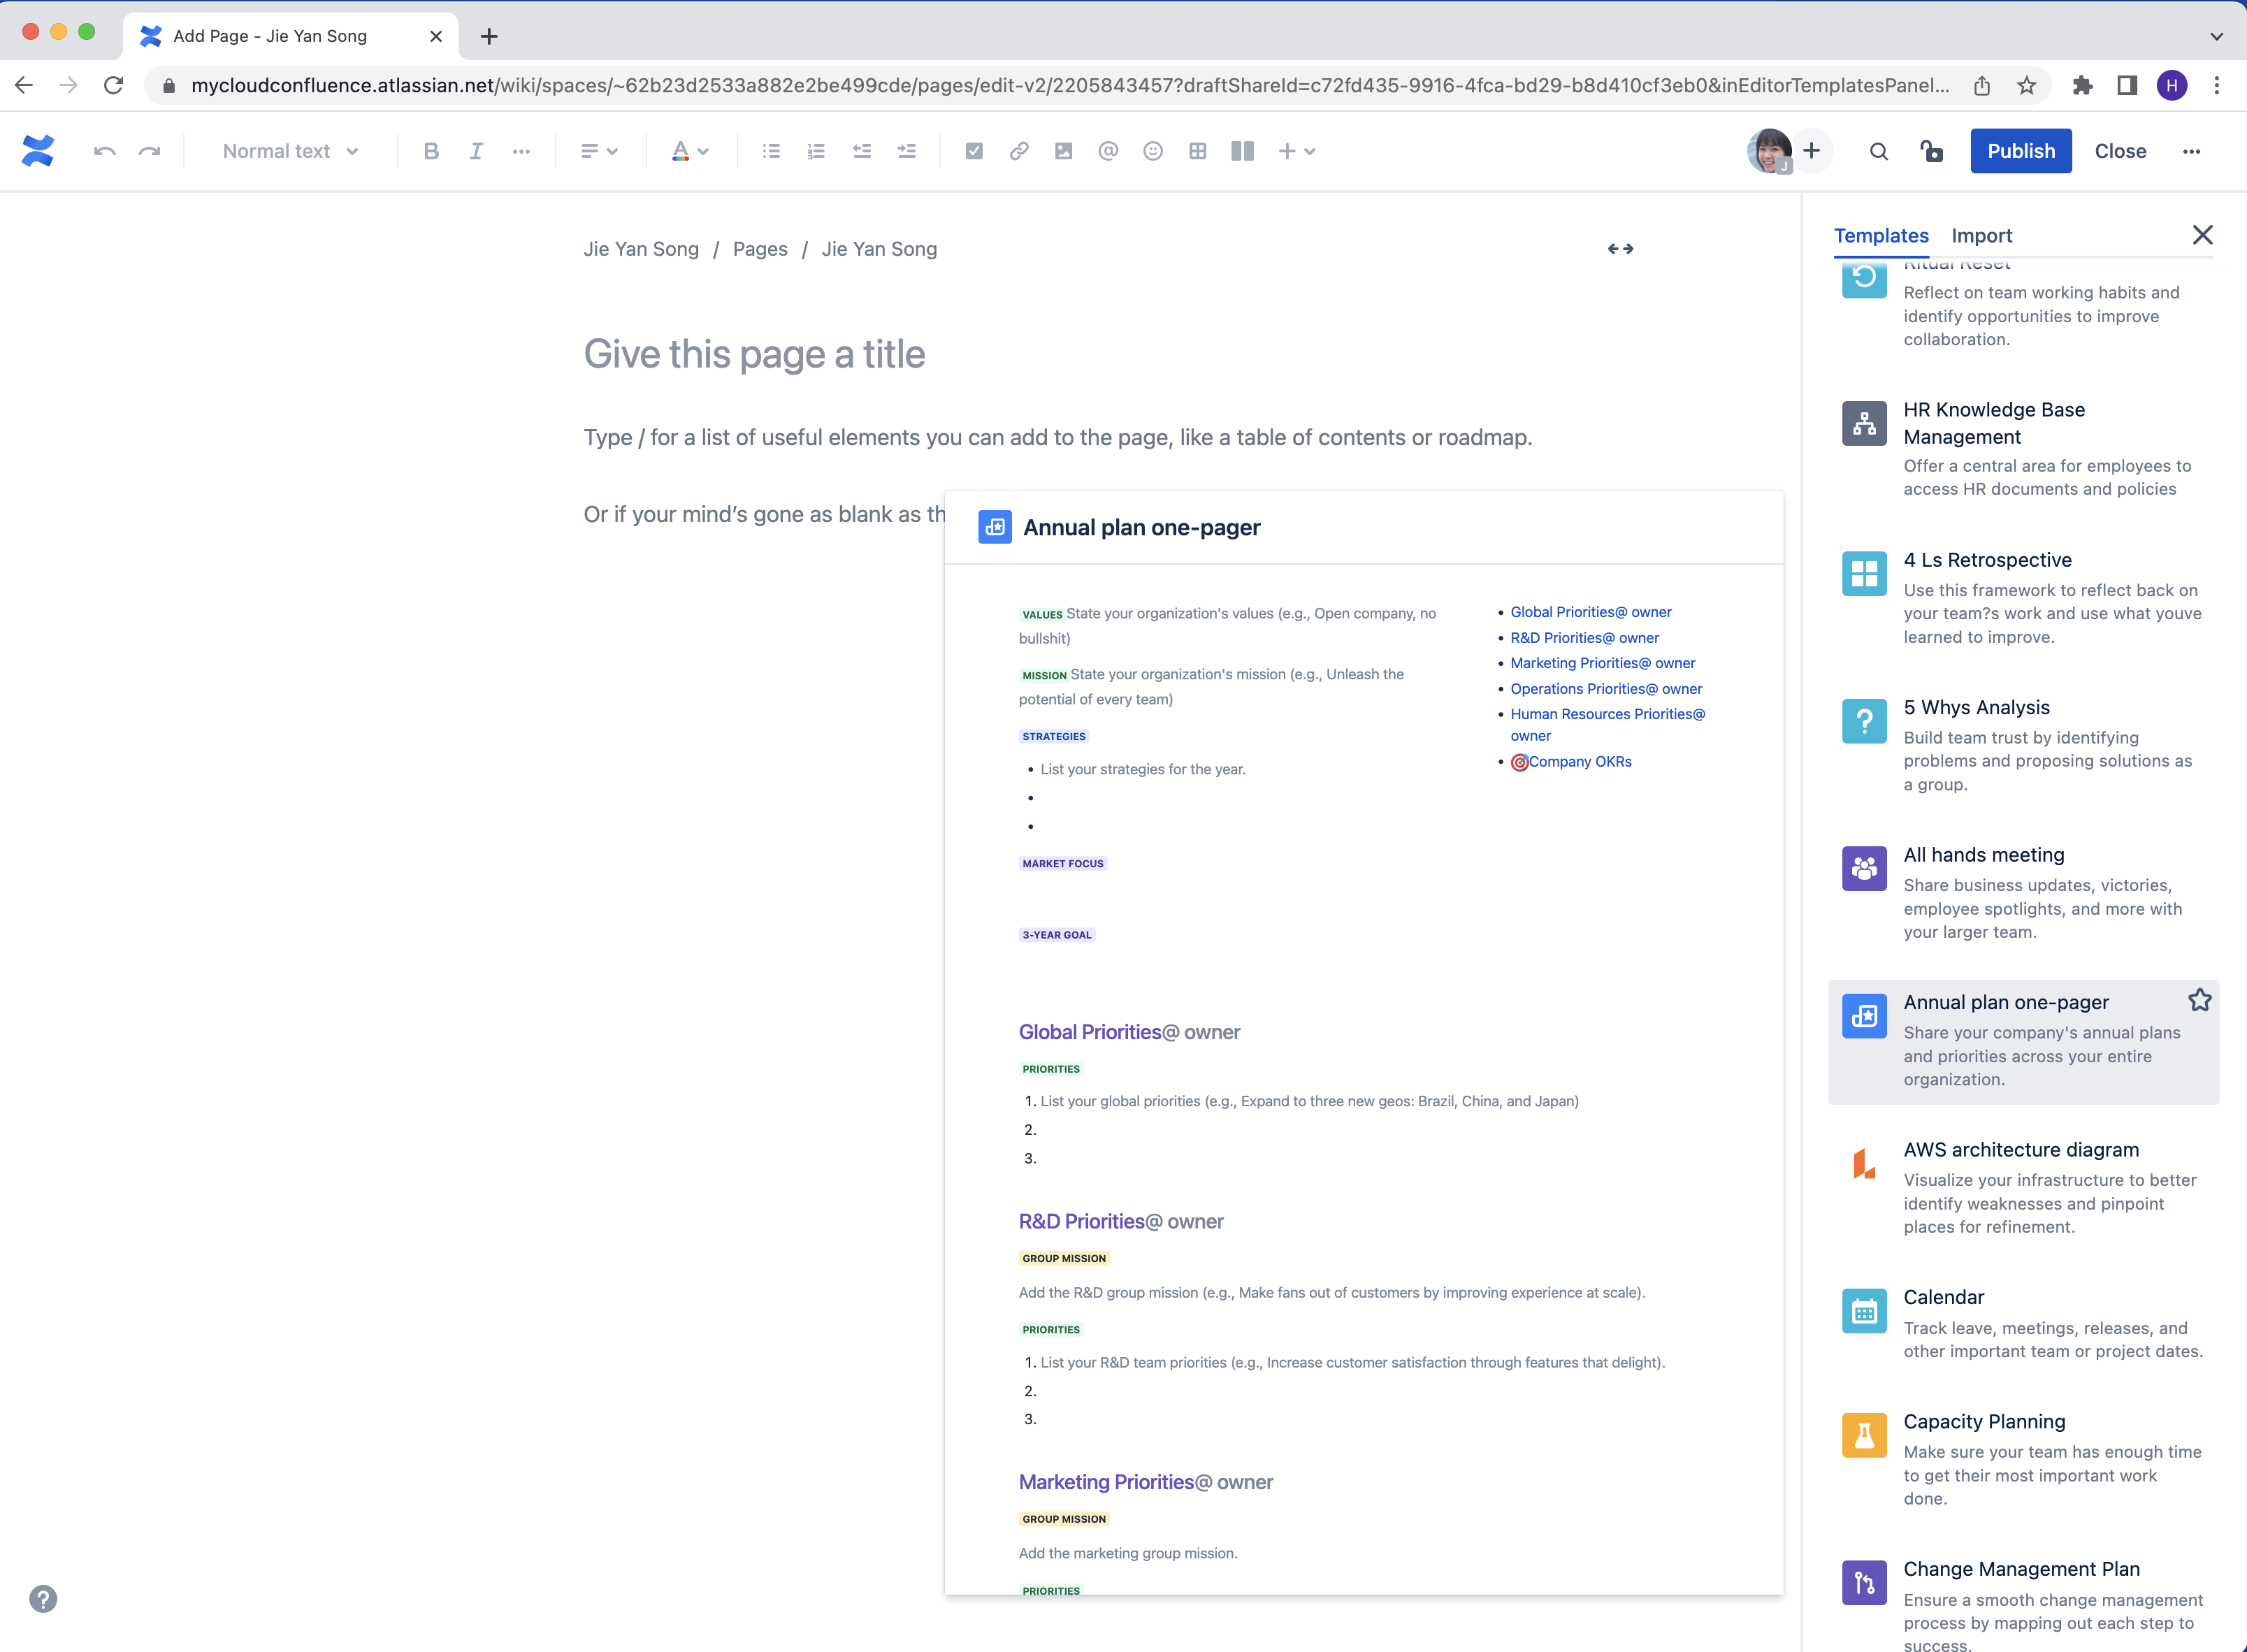 Add Page - Jie Yan Song
mycloudconfluence.atlassian.net/wiki/spaces/~62b23d2533a882e2be499cde/pages/edit-v2/2205843457?draftShareId=c72fd435-9916-4fca-bd29-b8d410cf3eb0&inEditorTemplatesPanel...
H
Normal text
B I A
J
Publish
Close
Jie Yan Song / Pages / Jie Yan Song
Give this page a title
Type / for a list of useful elements you can add to the page, like a table of contents or roadmap.
Or if your mind's gone as blank as th
Annual plan one-pager
VALUES State your organization's values (e.g., Open company, no
bullshit)
MISSION State your organization's mission (e.g., Unleash the
potential of every team)
STRATEGIES
• List your strategies for the year.
•
•
MARKET FOCUS
3-YEAR GOAL
• Global Priorities@ owner
• R&D Priorities@ owner
• Marketing Priorities@ owner
• Operations Priorities@ owner
• Human Resources Priorities@
owner
• 🎯Company OKRs
Global Priorities@ owner
PRIORITIES
1. List your global priorities (e.g., Expand to three new geos: Brazil, China, and Japan)
2.
3.
R&D Priorities@ owner
GROUP MISSION
Add the R&D group mission (e.g., Make fans out of customers by improving experience at scale).
PRIORITIES
1. List your R&D team priorities (e.g., Increase customer satisfaction through features that delight).
2.
3.
Marketing Priorities@ owner
GROUP MISSION
Add the marketing group mission.
PRIORITIES
Templates
Import
Ritual Reset
Reflect on team working habits and
identify opportunities to improve
collaboration.
HR Knowledge Base
Management
Offer a central area for employees to
access HR documents and policies
4 Ls Retrospective
Use this framework to reflect back on
your team?s work and use what youve
learned to improve.
5 Whys Analysis
Build team trust by identifying
problems and proposing solutions as
a group.
All hands meeting
Share business updates, victories,
employee spotlights, and more with
your larger team.
Annual plan one-pager
Share your company's annual plans
and priorities across your entire
organization.
AWS architecture diagram
Visualize your infrastructure to better
identify weaknesses and pinpoint
places for refinement.
Calendar
Track leave, meetings, releases, and
other important team or project dates.
Capacity Planning
Make sure your team has enough time
to get their most important work
done.
Change Management Plan
Ensure a smooth change management
process by mapping out each step to
success.